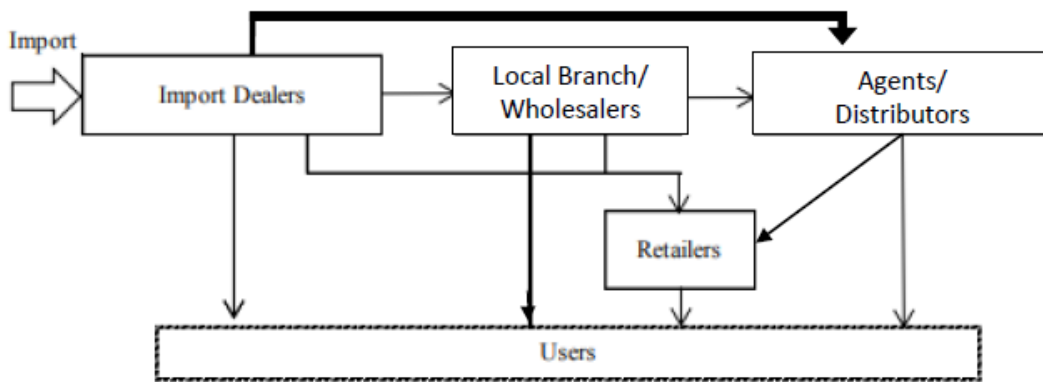 Import
Import Dealers
Local Branch/
Wholesalers
Agents/
Distributors
Retailers
Users